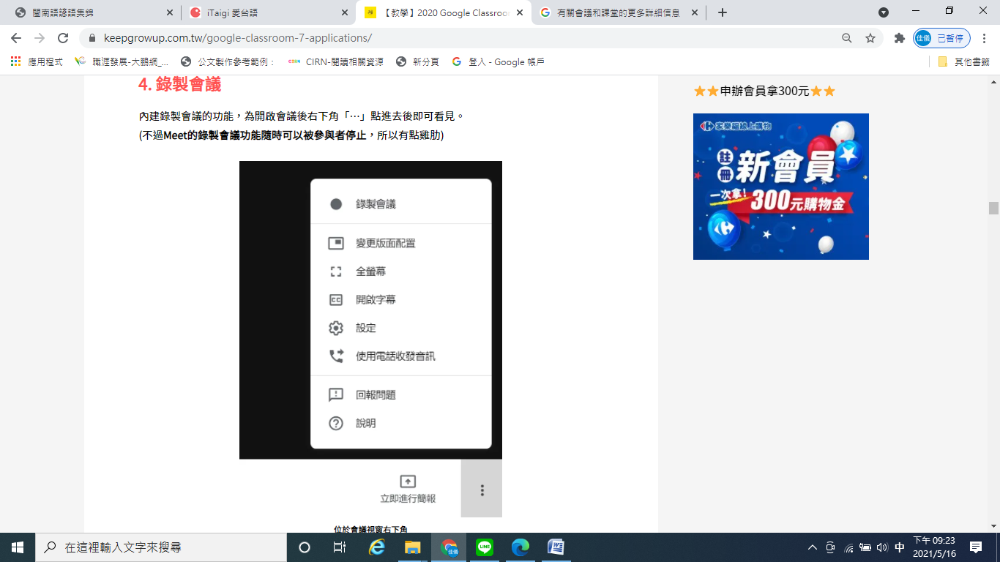 閩南語諺語集錦
iTaigi 愛台語
【教學】2020 Google Classroo
有關會議和課堂的更多詳細信息
keepgrowup.com.tw/google-classroom-7-applications/
佳儀 已暫停
應用程式
職涯發展-大鵬網_...
公文製作參考範例：
CIRN-閱讀相關資源
新分頁
登入 - Google 帳戶
其他書籤
4. 錄製會議
內建錄製會議的功能，為開啟會議後右下角「…」點進去後即可看見。
(不過Meet的錄製會議功能隨時可以被參與者停止，所以有點雞肋)
錄製會議
變更版面配置
全螢幕
開啟字幕
設定
使用電話收發音訊
回報問題
說明
立即進行簡報
位於會議視窗右下角
⭐⭐申辦會員拿300元⭐⭐
家樂福線上購物
註冊 新會員
一次拿!
300元購物金
在這裡輸入文字來搜尋
中
下午 09:23
2021/5/16